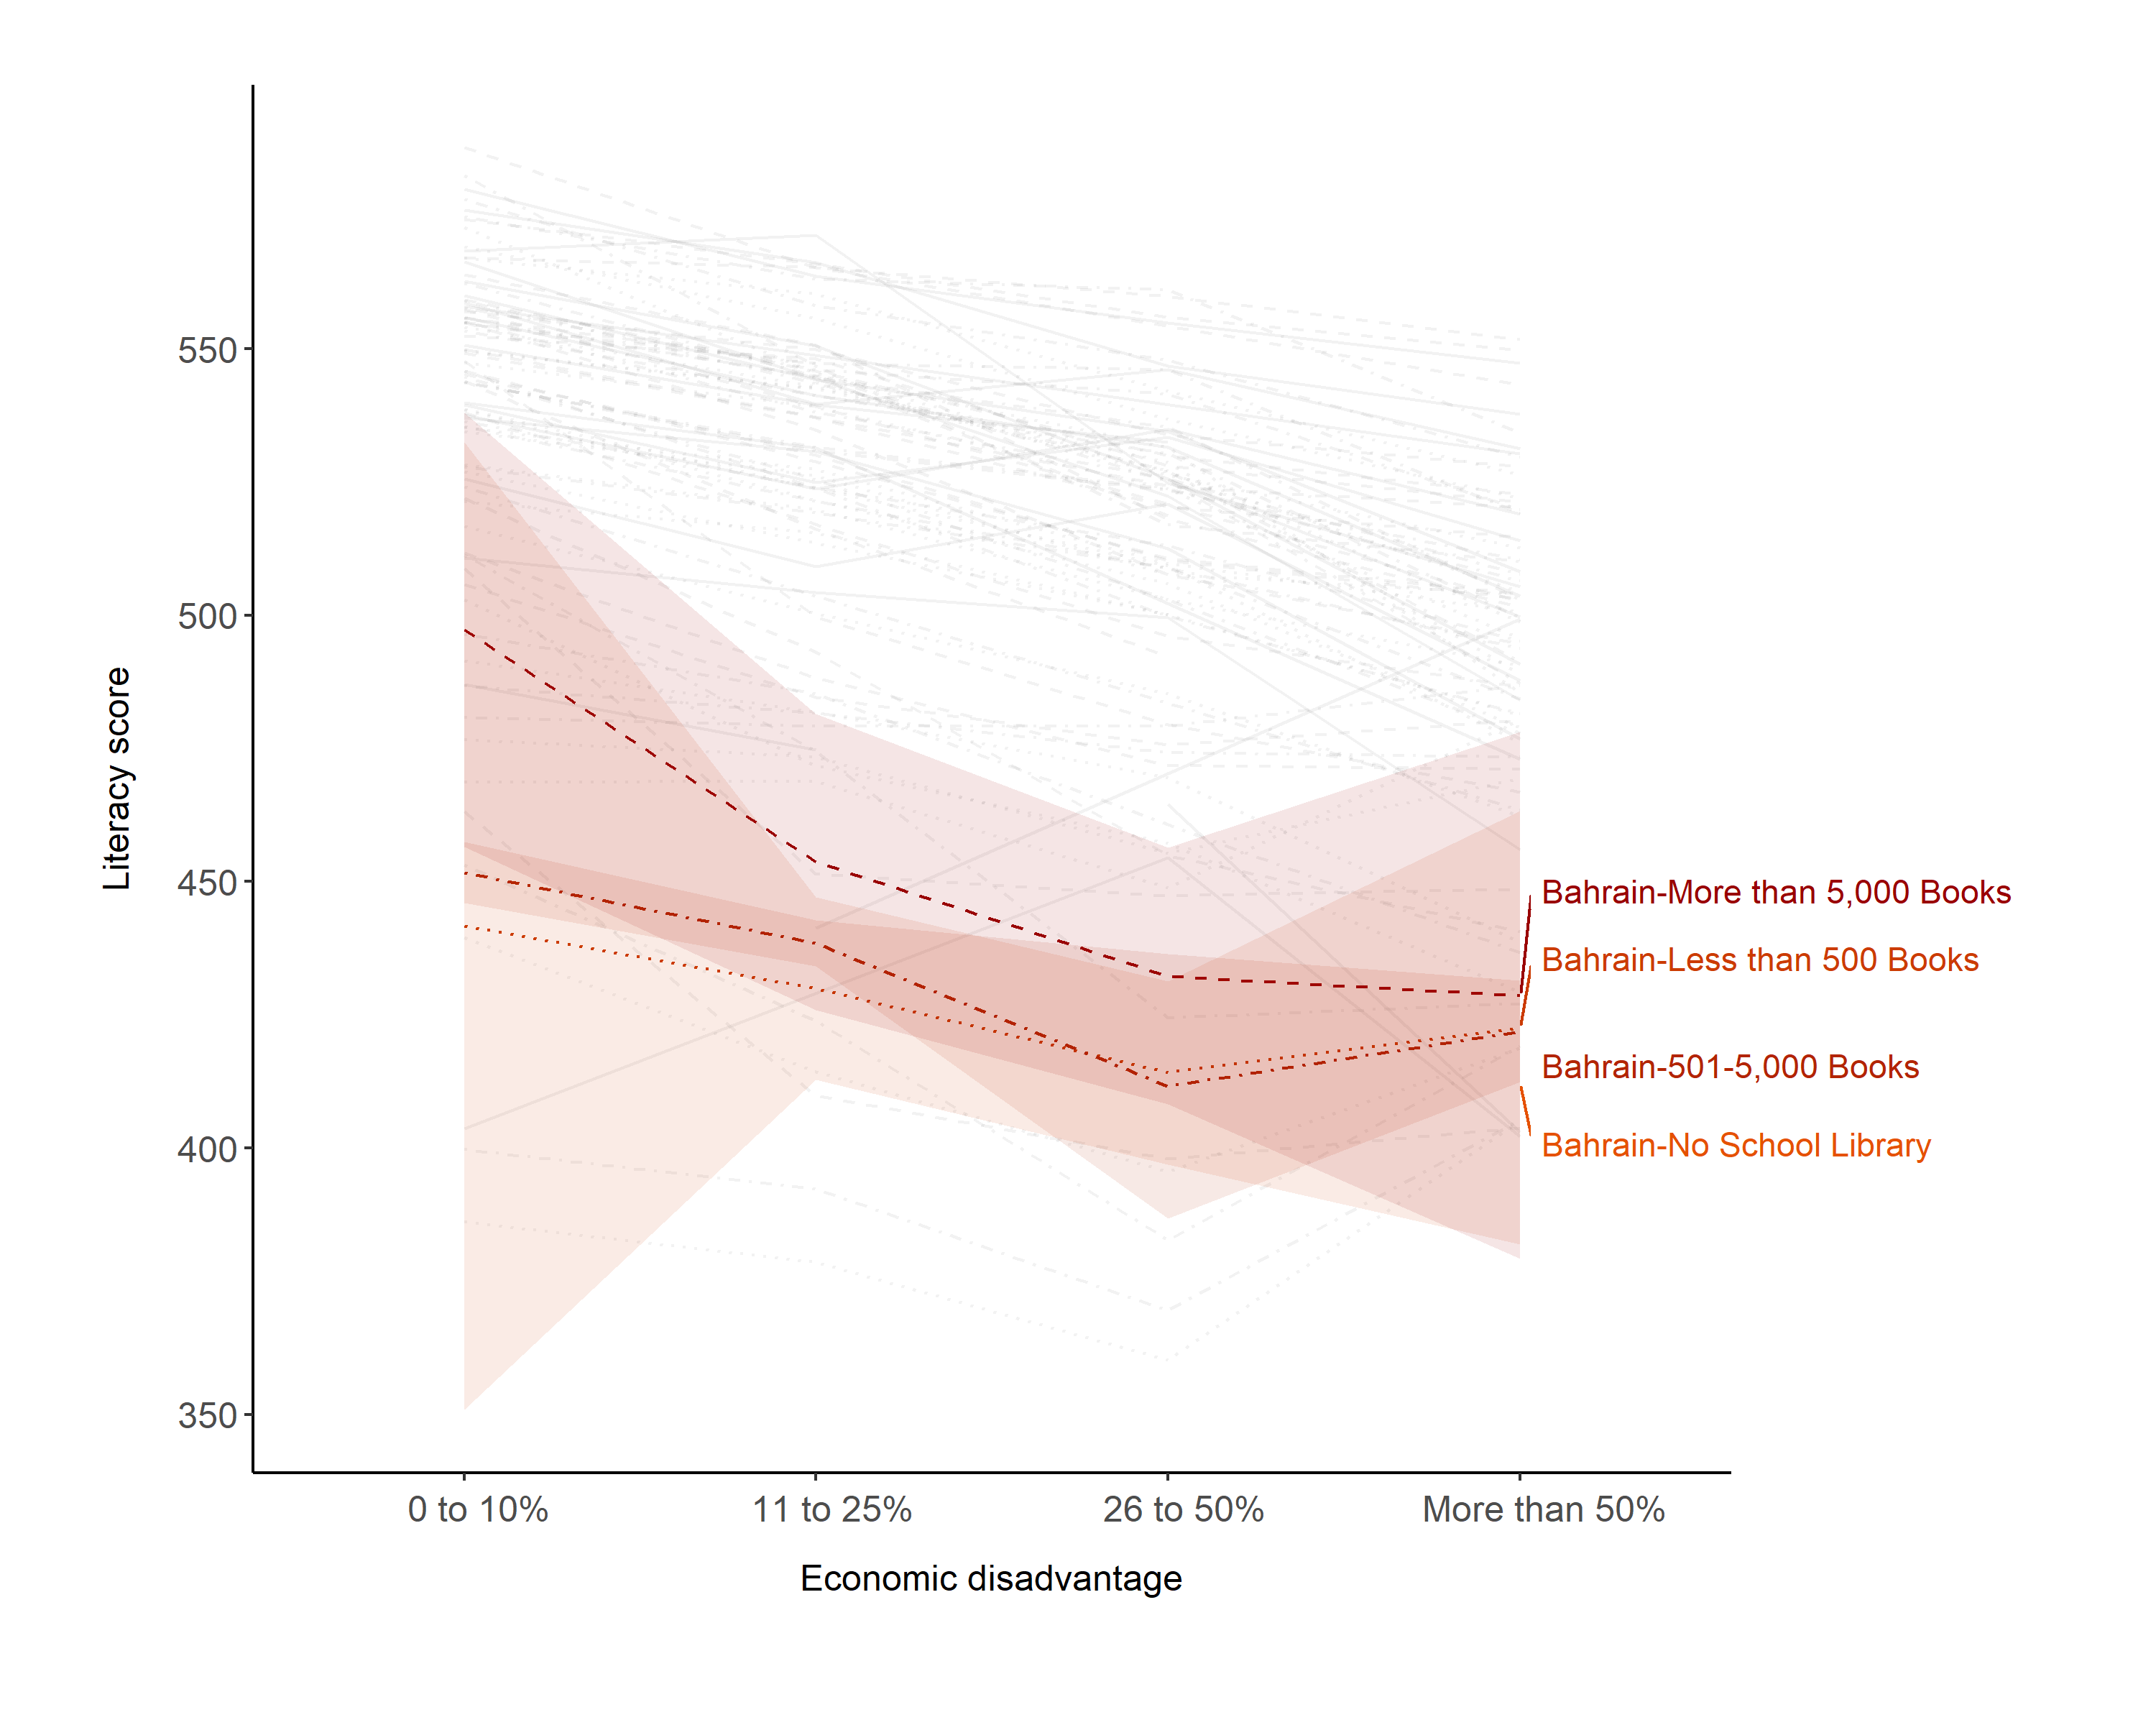 550
500
450
400
350
Literacy score
Bahrain-More than 5,000 Books
Bahrain-Less than 500 Books
Bahrain-501-5,000 Books
Bahrain-No School Library
0 to 10%
11 to 25%
26 to 50%
More than 50%
Economic disadvantage